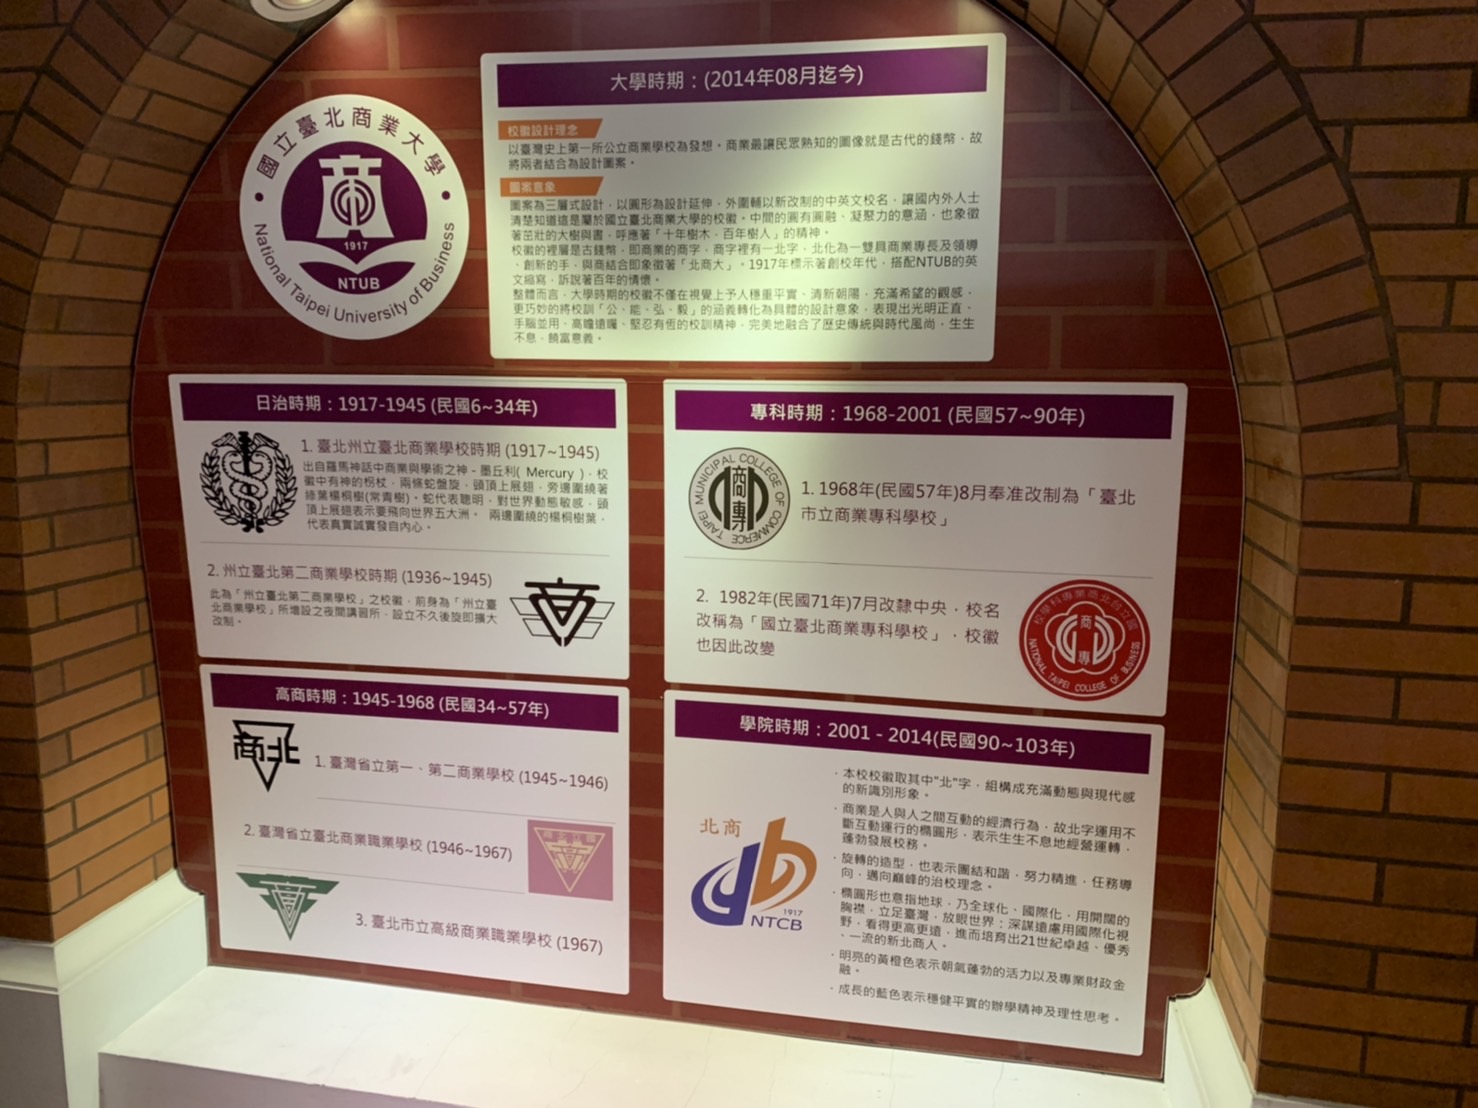 大學時期：(2014年08月迄今)
國立臺北商業大學
1917
NTUB
National Taipei University of Business
校徽設計理念
以臺灣史上第一所公立商業學校為發想。商業最讓民眾熟知的圖像就是古代的錢幣，故
將兩者結合為設計圖案。
圖案意象
圖案為三層式設計，以圓形為設計延伸，外圍輔以新改制的中英文校名，讓國內外人士
清楚知道這是屬於國立臺北商業大學的校徽。中間的圓有圓融、凝聚力的意涵，也象徵
著茁壯的大樹與書，呼應著「十年樹木，百年樹人」的精神。
校徽的裡層是古錢幣，即商業的商字，商字裡有一北字，北化為一雙具商業專長及領導
、創新的手，與商結合即象徵著「北商大」。1917年標示著創校年代，搭配NTUB的英
文縮寫，訴說著百年的情懷。
整體而言，大學時期的校徽不僅在視覺上予人穩重平實、清新朝陽，充滿希望的觀感，
更巧妙的將校訓「公、能、弘、毅」的涵義轉化為具體的設計意象，表現出光明正直、
手腦並用、高瞻遠矚、堅忍有恆的校訓精神，完美地融合了歷史傳統與時代風尚，生生
不息，饒富意義。
日治時期：1917-1945 (民國6~34年)
1. 臺北州立臺北商業學校時期 (1917~1945)
出自羅馬神話中商業與學術之神－墨丘利( Mercury )，校
徽中有神的柺杖，兩條蛇盤旋，頭頂上展翅，旁邊圍繞著
綠葉楊桐樹(常青樹)。蛇代表聰明，對世界動態敏感，頭
頂上展翅表示要飛向世界五大洲。 兩邊圍繞的楊桐樹葉，
代表真實誠實發自內心。
2. 州立臺北第二商業學校時期 (1936~1945)
此為「州立臺北第二商業學校」之校徽，前身為「州立臺
北商業學校」所增設之夜間講習所，設立不久後旋即擴大
改制。
高商時期：1945-1968 (民國34~57年)
商北
1. 臺灣省立第一、第二商業學校 (1945~1946)
2. 臺灣省立臺北商業職業學校 (1946~1967)
3. 臺北市立高級商業職業學校 (1967)
專科時期：1968-2001 (民國57~90年)
TAIPEI MUNICIPAL COLLEGE OF COMMERCE
商專
1. 1968年(民國57年)8月奉准改制為「臺北
市立商業專科學校」
2. 1982年(民國71年)7月改隸中央，校名
改稱為「國立臺北商業專科學校」，校徽
也因此改變
校學科專業商北台立國
商
專
NATIONAL TAIPEI COLLEGE OF BUSINESS
學院時期：2001 - 2014(民國90~103年)
北商
1917
NTCB
· 本校校徽取其中"北"字，組構成充滿動態與現代感
的新識別形象。
· 商業是人與人之間互動的經濟行為，故北字運用不
斷互動運行的橢圓形，表示生生不息地經營運轉，
蓬勃發展校務。
· 旋轉的造型，也表示團結和諧，努力精進，任務導
向，邁向巔峰的治校理念。
· 橢圓形也意指地球，乃全球化、國際化，用開闊的
胸襟，立足臺灣，放眼世界；深謀遠慮用國際化視
野，看得更高更遠，進而培育出21世紀卓越、優秀
、一流的新北商人。
· 明亮的黃橙色表示朝氣蓬勃的活力以及專業財政金
融。
· 成長的藍色表示穩健平實的辦學精神及理性思考。